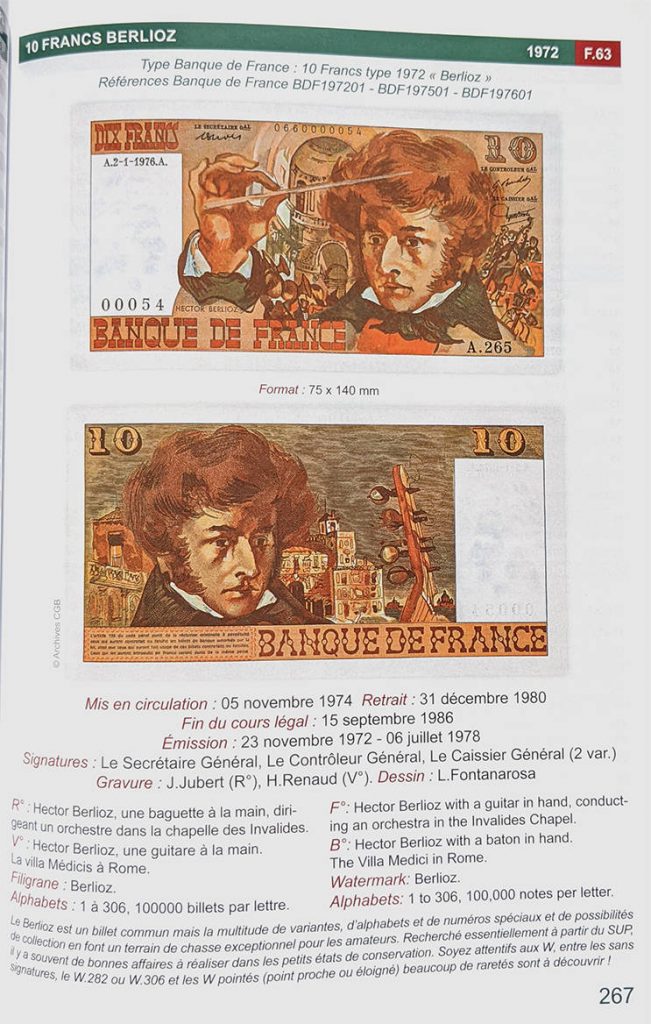 10 FRANCS BERLIOZ
1972 F.63
Type Banque de France : 10 Francs type 1972 « Berlioz »
Références Banque de France BDF197201 - BDF197501 - BDF197601
DIX FRANCS
LE SECRÉTAIRE GÉN.
0660000054
10
A.2-1-1976.A.
LE CONTROLEUR GÉN.
LE CAISSIER GÉN.
00054
HECTOR BERLIOZ
BANQUE DE FRANCE
A.265
Format : 75 x 140 mm
10
10
BANQUE DE FRANCE
© Archives CGB
Mis en circulation : 05 novembre 1974 Retrait : 31 décembre 1980
Fin du cours légal : 15 septembre 1986
Émission : 23 novembre 1972 - 06 juillet 1978
Signatures : Le Secrétaire Général, Le Contrôleur Général, Le Caissier Général (2 var.)
Gravure : J.Jubert (R°), H.Renaud (V°). Dessin : L.Fontanarosa
R° : Hector Berlioz, une baguette à la main, diri-
geant un orchestre dans la chapelle des Invalides.
V° : Hector Berlioz, une guitare à la main.
La villa Médicis à Rome.
Filigrane : Berlioz.
Alphabets : 1 à 306, 100000 billets par lettre.
F°: Hector Berlioz with a guitar in hand, conduct-
ing an orchestra in the Invalides Chapel.
B°: Hector Berlioz with a baton in hand.
The Villa Medici in Rome.
Watermark: Berlioz.
Alphabets: 1 to 306, 100,000 notes per letter.
Le Berlioz est un billet commun mais la multitude de variantes, d'alphabets et de numéros spéciaux et de possibilités
de collection en font un terrain de chasse exceptionnel pour les amateurs. Recherché essentiellement à partir du SUP,
il y a souvent de bonnes affaires à réaliser dans les petits états de conservation. Soyez attentifs aux W, entre les sans
signatures, le W.282 ou W.306 et les W pointés (point proche ou éloigné) beaucoup de raretés sont à découvrir !
267